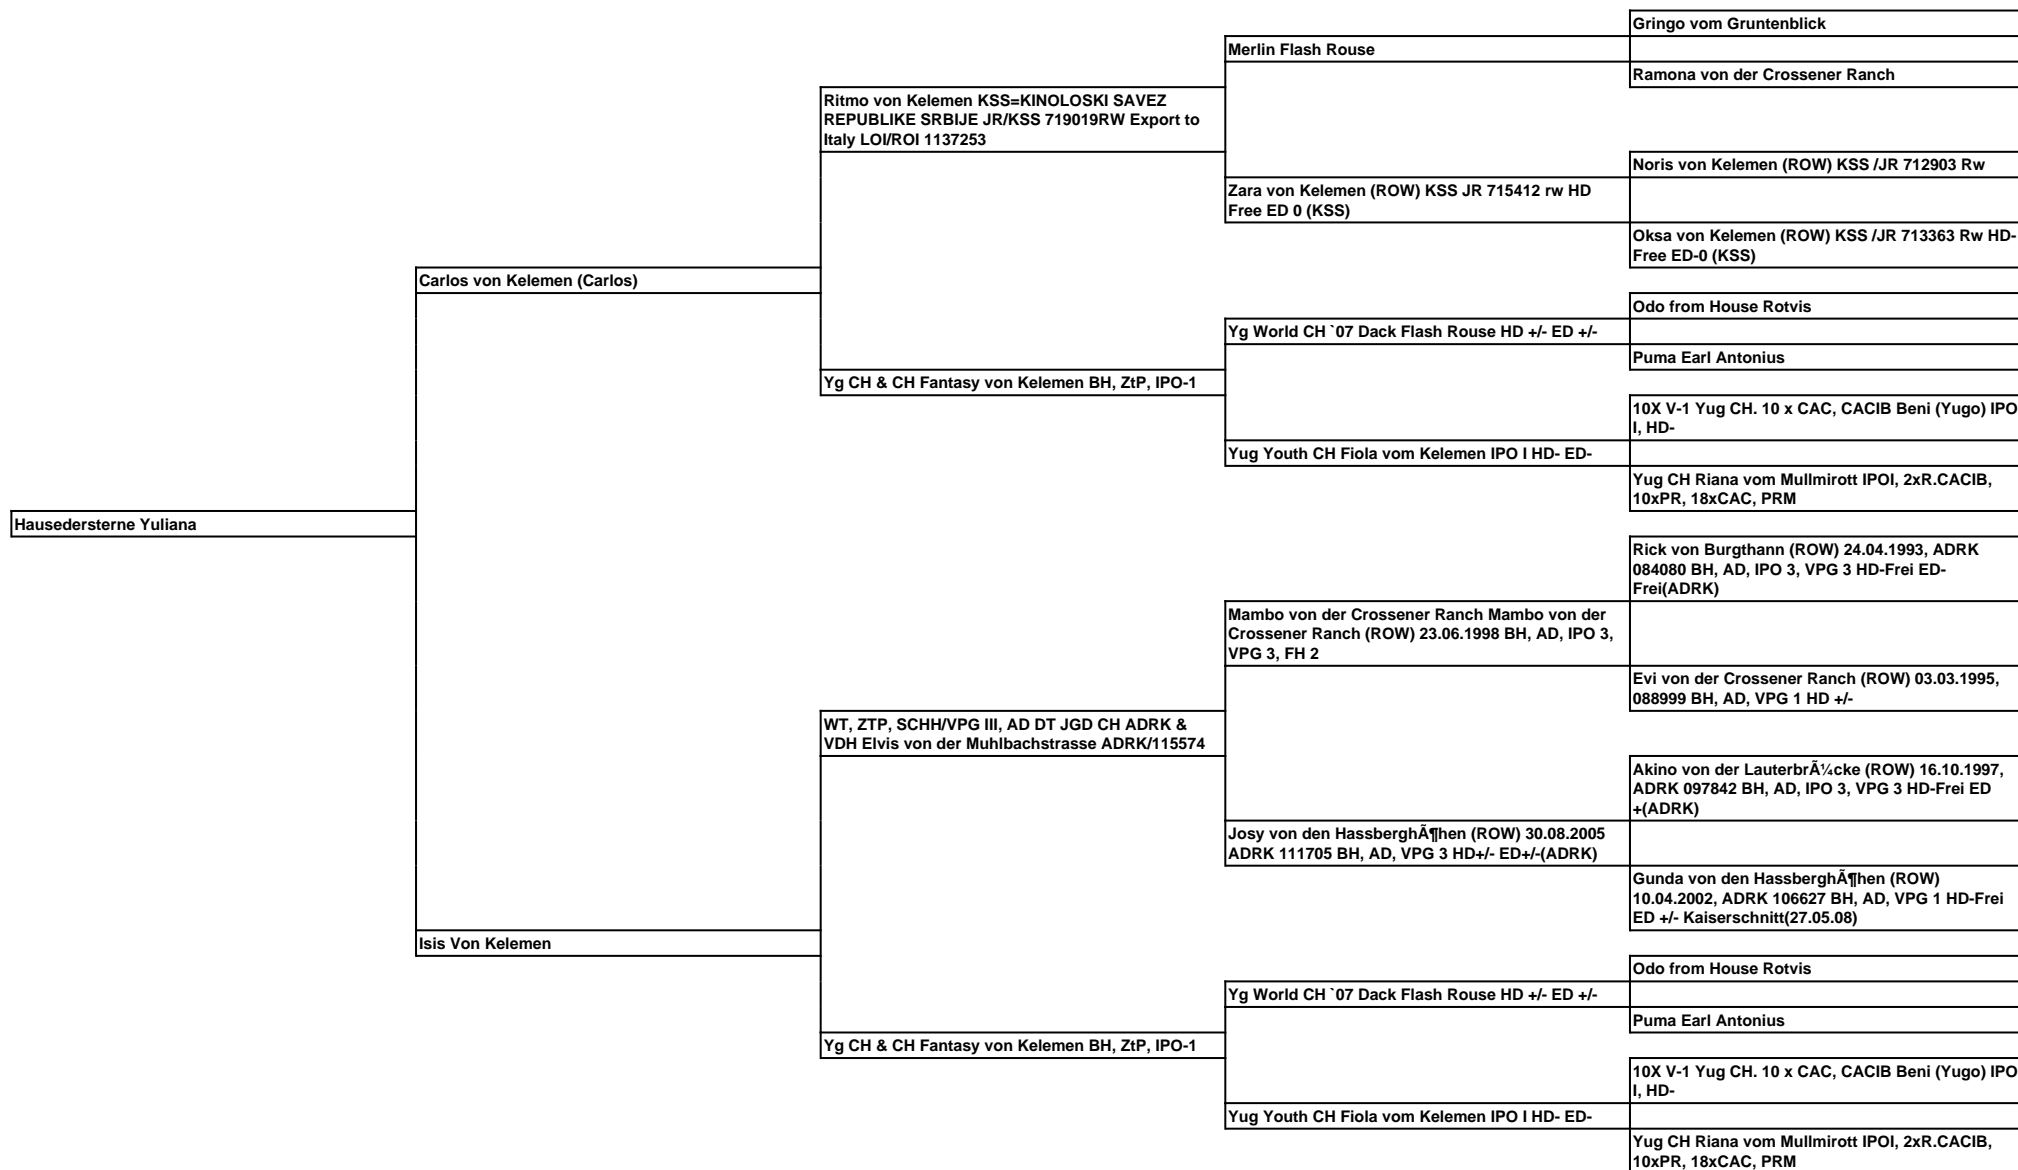 Gringo vom Gruntenblick
Merlin Flash Rouse
Ramona von der Crossener Ranch
Ritmo von Kelemen KSS=KINOLOSKI SAVEZ
REPUBLIKE SRBIJE JR/KSS 719019RW Export to
Italy LOI/ROI 1137253
Noris von Kelemen (ROW) KSS /JR 712903 Rw
Zara von Kelemen (ROW) KSS JR 715412 rw HD
Free ED 0 (KSS)
Oksa von Kelemen (ROW) KSS /JR 713363 Rw HD-
Free ED-0 (KSS)
Carlos von Kelemen (Carlos)
Odo from House Rotvis
Yg World CH `07 Dack Flash Rouse HD +/- ED +/-
Puma Earl Antonius
Yg CH & CH Fantasy von Kelemen BH, ZtP, IPO-1
10X V-1 Yug CH. 10 x CAC, CACIB Beni (Yugo) IPO
I, HD-
Yug Youth CH Fiola vom Kelemen IPO I HD- ED-
Yug CH Riana vom Mullmirott IPOI, 2xR.CACIB,
10xPR, 18xCAC, PRM
Hausedersterne Yuliana
Rick von Burgthann (ROW) 24.04.1993, ADRK
084080 BH, AD, IPO 3, VPG 3 HD-Frei ED-
Frei(ADRK)
Mambo von der Crossener Ranch Mambo von der
Crossener Ranch (ROW) 23.06.1998 BH, AD, IPO 3,
VPG 3, FH 2
Evi von der Crossener Ranch (ROW) 03.03.1995,
088999 BH, AD, VPG 1 HD +/-
WT, ZTP, SCHH/VPG III, AD DT JGD CH ADRK &
VDH Elvis von der Muhlbachstrasse ADRK/115574
Akino von der LauterbrÃ¼cke (ROW) 16.10.1997,
ADRK 097842 BH, AD, IPO 3, VPG 3 HD-Frei ED
+(ADRK)
Josy von den HassberghÃ¶hen (ROW) 30.08.2005
ADRK 111705 BH, AD, VPG 3 HD+/- ED+/-(ADRK)
Gunda von den HassberghÃ¶hen (ROW)
10.04.2002, ADRK 106627 BH, AD, VPG 1 HD-Frei
ED +/- Kaiserschnitt(27.05.08)
Isis Von Kelemen
Odo from House Rotvis
Yg World CH `07 Dack Flash Rouse HD +/- ED +/-
Puma Earl Antonius
Yg CH & CH Fantasy von Kelemen BH, ZtP, IPO-1
10X V-1 Yug CH. 10 x CAC, CACIB Beni (Yugo) IPO
I, HD-
Yug Youth CH Fiola vom Kelemen IPO I HD- ED-
Yug CH Riana vom Mullmirott IPOI, 2xR.CACIB,
10xPR, 18xCAC, PRM